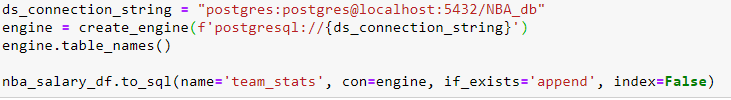 ds_connection_string = "postgres:postgres@localhost:5432/NBA_db"
engine = create_engine(f'postgresql://{ds_connection_string}')
engine.table_names()
nba_salary_df.to_sql(name='team_stats', con=engine, if_exists='append', index=False)